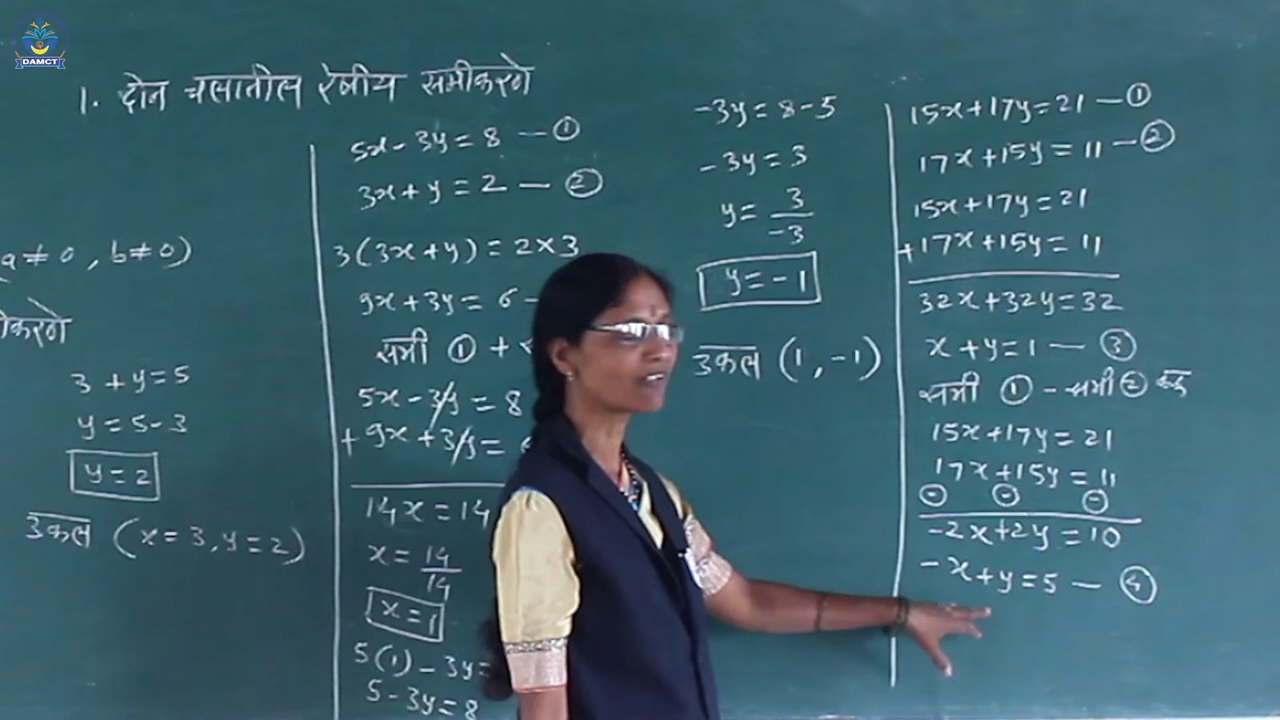 DAMCT
1. दोन चलातील रेषीय समीकरणे
a ≠ 0, b ≠ 0)
3 + y = 5
y = 5 - 3
y = 2
उकल (x = 3, y = 2)
5x - 3y = 8 — ①
3x + y = 2 — ②
3(3x + y) = 2 × 3
9x + 3y = 6 -
समी ① +
5x - 3y = 8
+ 9x + 3y =
14x = 14
x = 14/14
x = 1
5(1) - 3y =
5 - 3y = 8
-3y = 8 - 5
-3y = 3
y = 3/-3
y = -1
उकल (1, -1)
15x + 17y = 21 — ①
17x + 15y = 11 — ②
15x + 17y = 21
+ 17x + 15y = 11
32x + 32y = 32
x + y = 1 — ③
समी ① - समी ② करू
15x + 17y = 21
17x + 15y = 11
⊖ ⊖ ⊖
-2x + 2y = 10
-x + y = 5 — ④